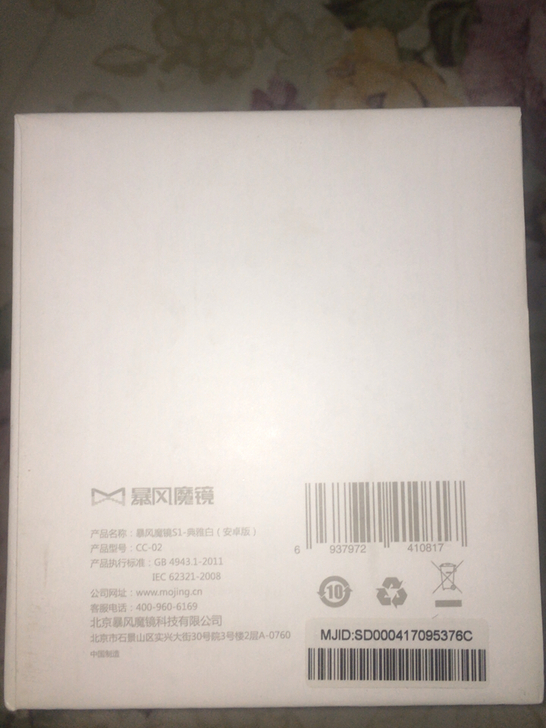 暴风魔镜
产品名称：暴风魔镜S1-典雅白（安卓版）
产品型号：CC-02
产品执行标准：GB 4943.1-2011
IEC 62321-2008
公司网址：www.mojing.cn
客服电话：400-960-6169
北京暴风魔镜科技有限公司
北京市石景山区实兴大街30号院3号楼2层A-0760
中国制造
6 937972 410817
10
MJID:SD000417095376C